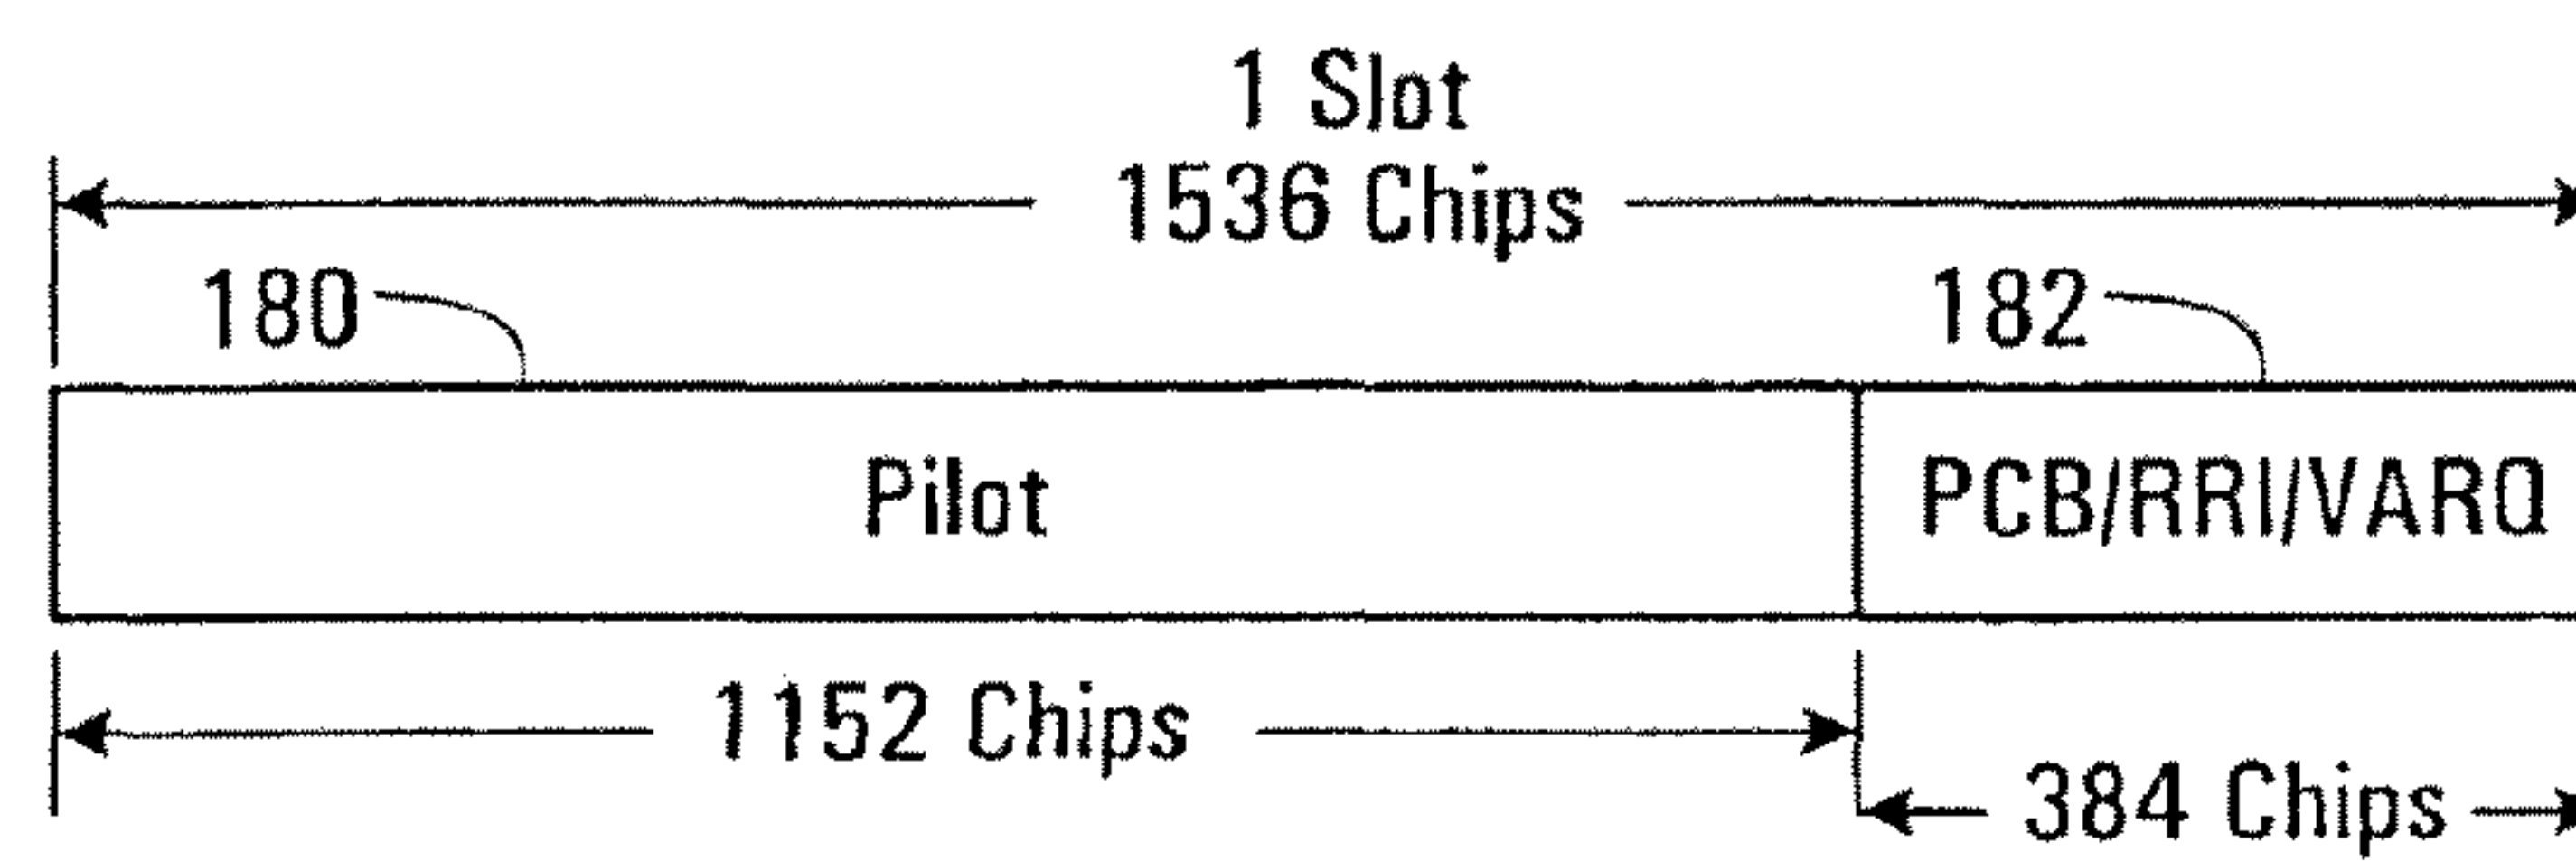 1 Slot
1536 Chips
180
182
Pilot
PCB/RRI/VARQ
1152 Chips
384 Chips